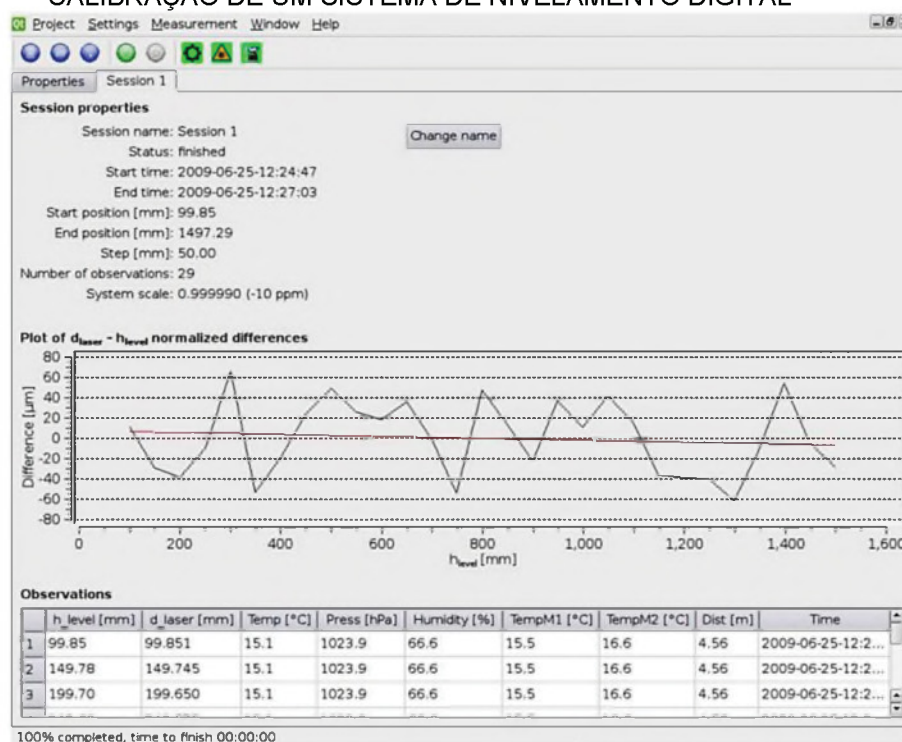 CALIBRAÇÃO DE UM SISTEMA DE NIVELAMENTO DIGITAL
Project Settings Measurement Window Help
Properties Session 1
Session properties
Session name: Session 1
Change name
Status: finished
Start time: 2009-06-25-12:24:47
End time: 2009-06-25-12:27:03
Start position [mm]: 99.85
End position [mm]: 1497.29
Step [mm]: 50.00
Number of observations: 29
System scale: 0.999990 (-10 ppm)
Plot of dlaser - hlevel normalized differences
Difference [µm]
80
60
40
20
0
-20
-40
-60
-80
0 200 400 600 800 1,000 1,200 1,400 1,600
hlevel [mm]
Observations
h_level [mm] d_laser [mm] Temp [°C] Press [hPa] Humidity [%] TempM1 [°C] TempM2 [°C] Dist [m] Time
1 99.85 99.851 15.1 1023.9 66.6 15.5 16.6 4.56 2009-06-25-12:2...
2 149.78 149.745 15.1 1023.9 66.6 15.5 16.6 4.56 2009-06-25-12:2...
3 199.70 199.650 15.1 1023.9 66.6 15.5 16.6 4.56 2009-06-25-12:2...
100% completed, time to finish 00:00:00